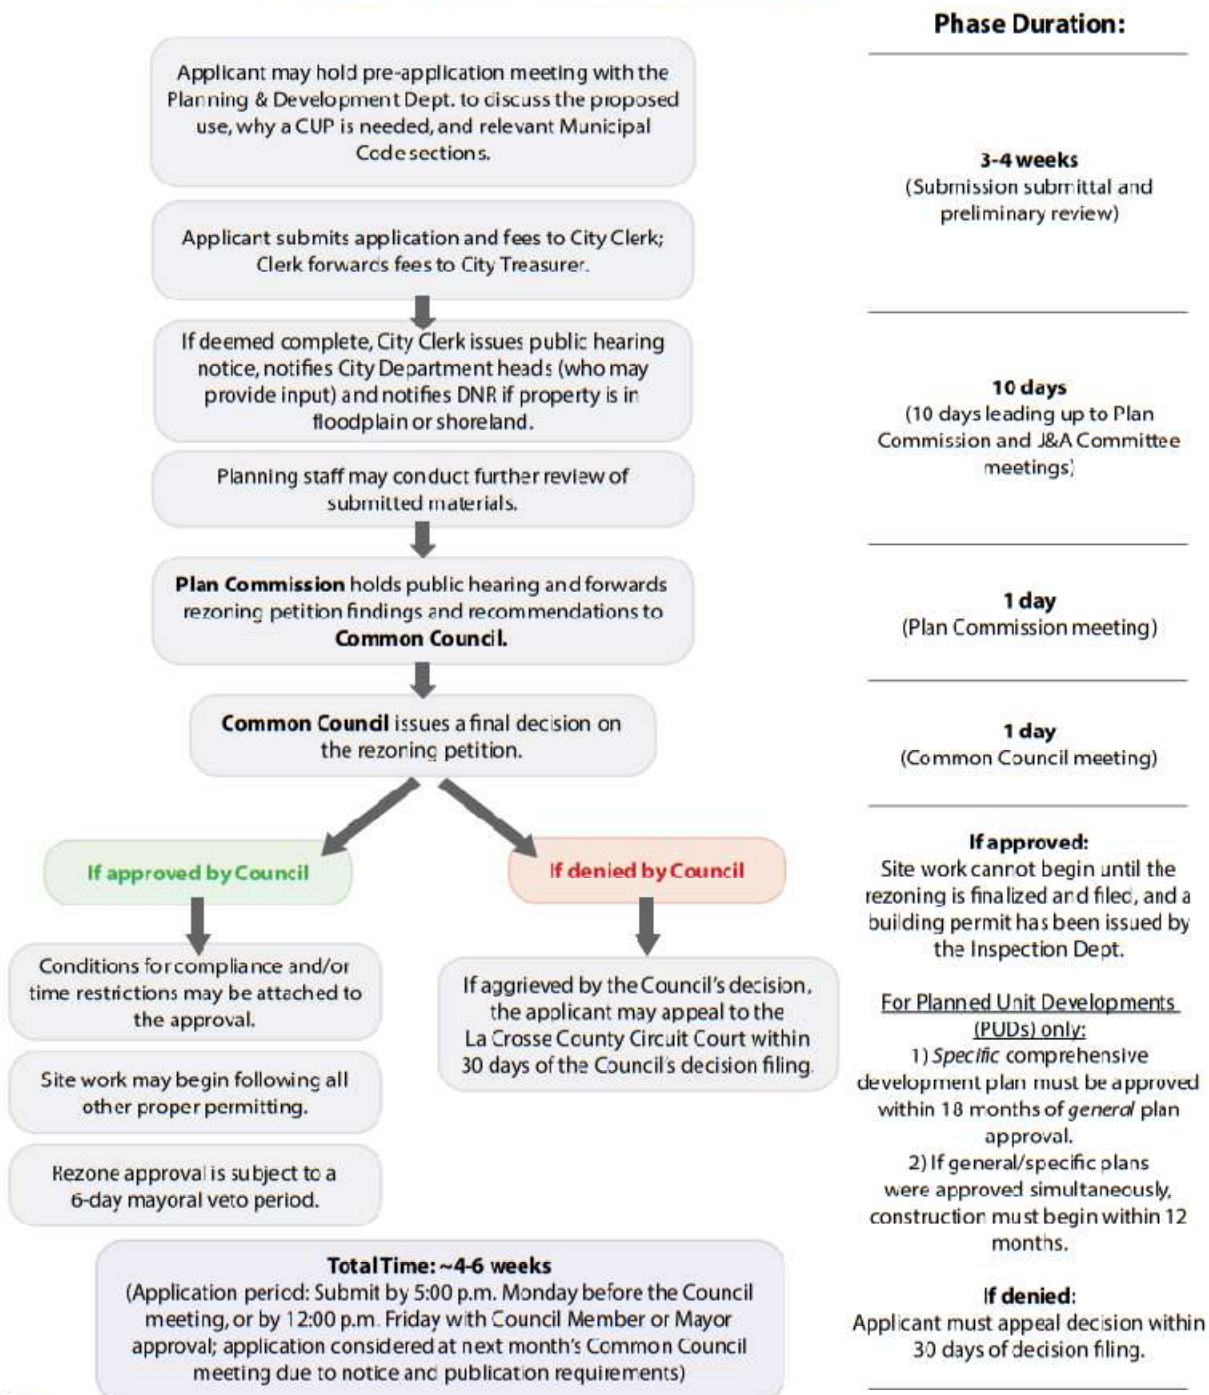 Phase Duration:
Applicant may hold pre-application meeting with the
Planning & Development Dept. to discuss the proposed
use, why a CUP is needed, and relevant Municipal
Code sections.
3-4 weeks
(Submission submittal and
preliminary review)
Applicant submits application and fees to City Clerk;
Clerk forwards fees to City Treasurer.
If deemed complete, City Clerk issues public hearing
notice, notifies City Department heads (who may
provide input) and notifies DNR if property is in
floodplain or shoreland.
10 days
(10 days leading up to Plan
Commission and J&A Committee
meetings)
Planning staff may conduct further review of
submitted materials.
Plan Commission holds public hearing and forwards
rezoning petition findings and recommendations to
Common Council.
1 day
(Plan Commission meeting)
Common Council issues a final decision on
the rezoning petition.
1 day
(Common Council meeting)
If approved by Council
If denied by Council
Conditions for compliance and/or
time restrictions may be attached to
the approval.
Site work may begin following all
other proper permitting.
Rezone approval is subject to a
6-day mayoral veto period.
If aggrieved by the Council's decision,
the applicant may appeal to the
La Crosse County Circuit Court within
30 days of the Council's decision filing.
If approved:
Site work cannot begin until the
rezoning is finalized and filed, and a
building permit has been issued by
the Inspection Dept.
For Planned Unit Developments
(PUDs) only:
1) Specific comprehensive
development plan must be approved
within 18 months of general plan
approval.
2) If general/specific plans
were approved simultaneously,
construction must begin within 12
months.
If denied:
Applicant must appeal decision within
30 days of decision filing.
Total Time: ~4-6 weeks
(Application period: Submit by 5:00 p.m. Monday before the Council
meeting, or by 12:00 p.m. Friday with Council Member or Mayor
approval; application considered at next month's Common Council
meeting due to notice and publication requirements)